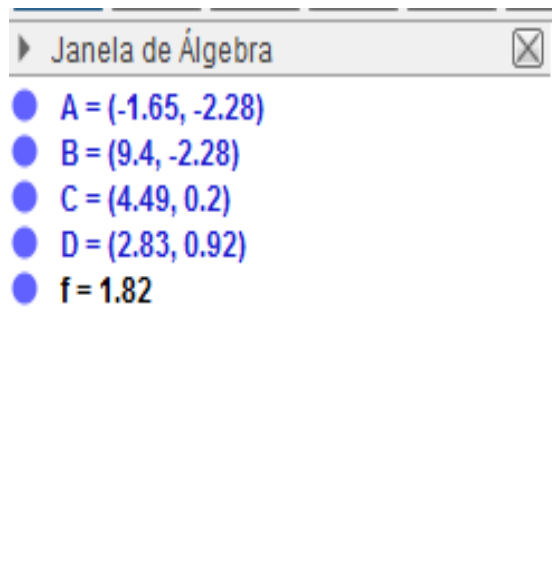 Janela de Álgebra
A = (-1.65, -2.28)
B = (9.4, -2.28)
C = (4.49, 0.2)
D = (2.83, 0.92)
f = 1.82